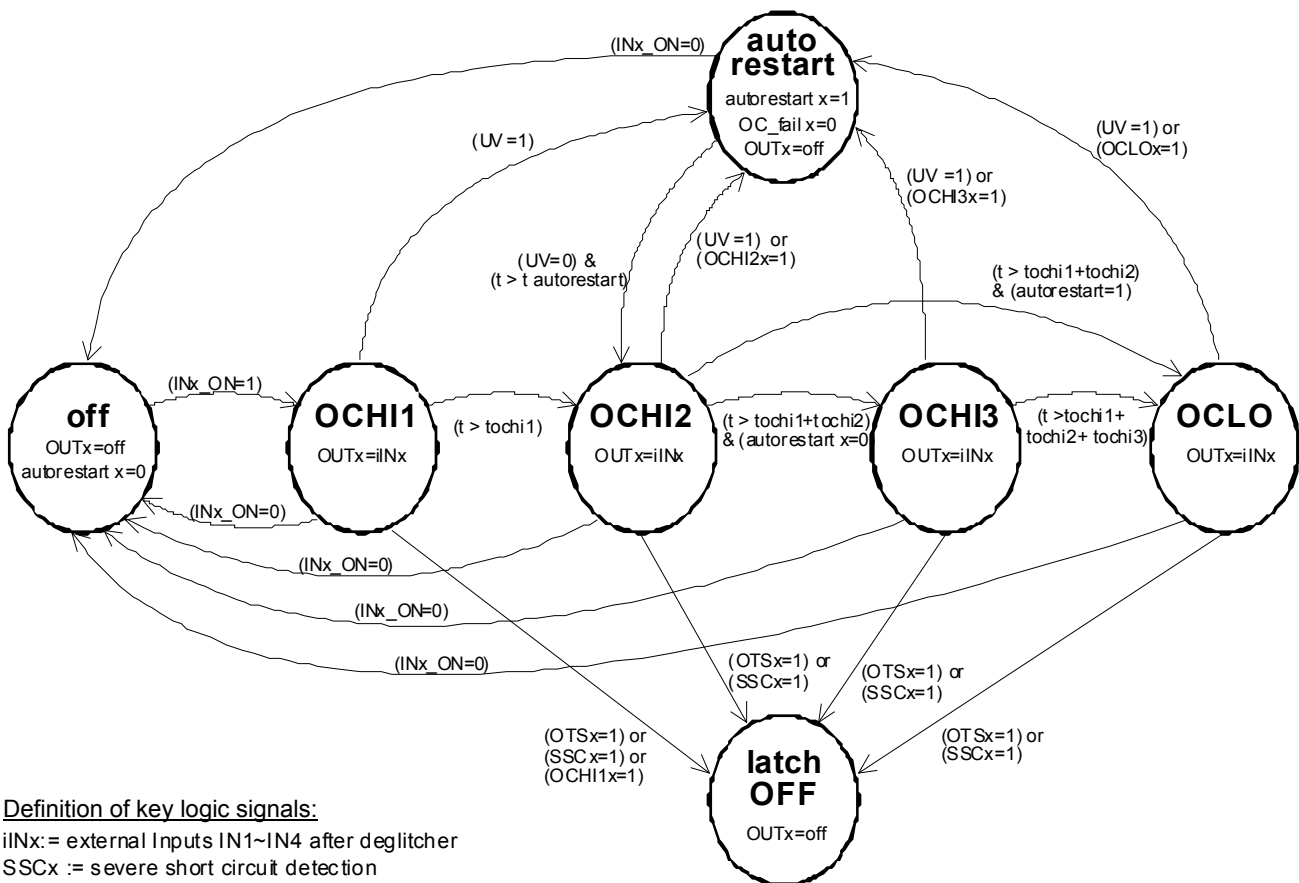 auto
restart
autorestart x=1
OC_fail x=0
OUTx=off
(INx_ON=0)
(UV=1)
(UV=1) or
(OCHI2x=1)
(UV=0) &
(t > t autorestart)
(UV =1) or
(OCHI3x=1)
(UV=1) or
(OCLOx=1)
(t > tochi1+tochi2)
& (autorestart=1)
off
OUTx=off
autorestart x=0
(INx_ON=1)
OCHI1
OUTx=iINx
(t > tochi1)
OCHI2
OUTx=iINx
(t > tochi1+tochi2)
& (autorestart x=0
OCHI3
OUTx=iINx
(t >tochi1+
tochi2+ tochi3)
OCLO
OUTx=iINx
(INx_ON=0)
(INx_ON=0)
(INx_ON=0)
(INx_ON=0)
(OTSx=1) or
(SSCx=1) or
(OCHI1x=1)
(OTSx=1) or
(SSCx=1)
(OTSx=1) or
(SSCx=1)
(OTSx=1) or
(SSCx=1)
latch
OFF
OUTx=off
Definition of key logic signals:
iINx:= external Inputs IN1~IN4 after deglitcher
SSCx := severe short circuit detection